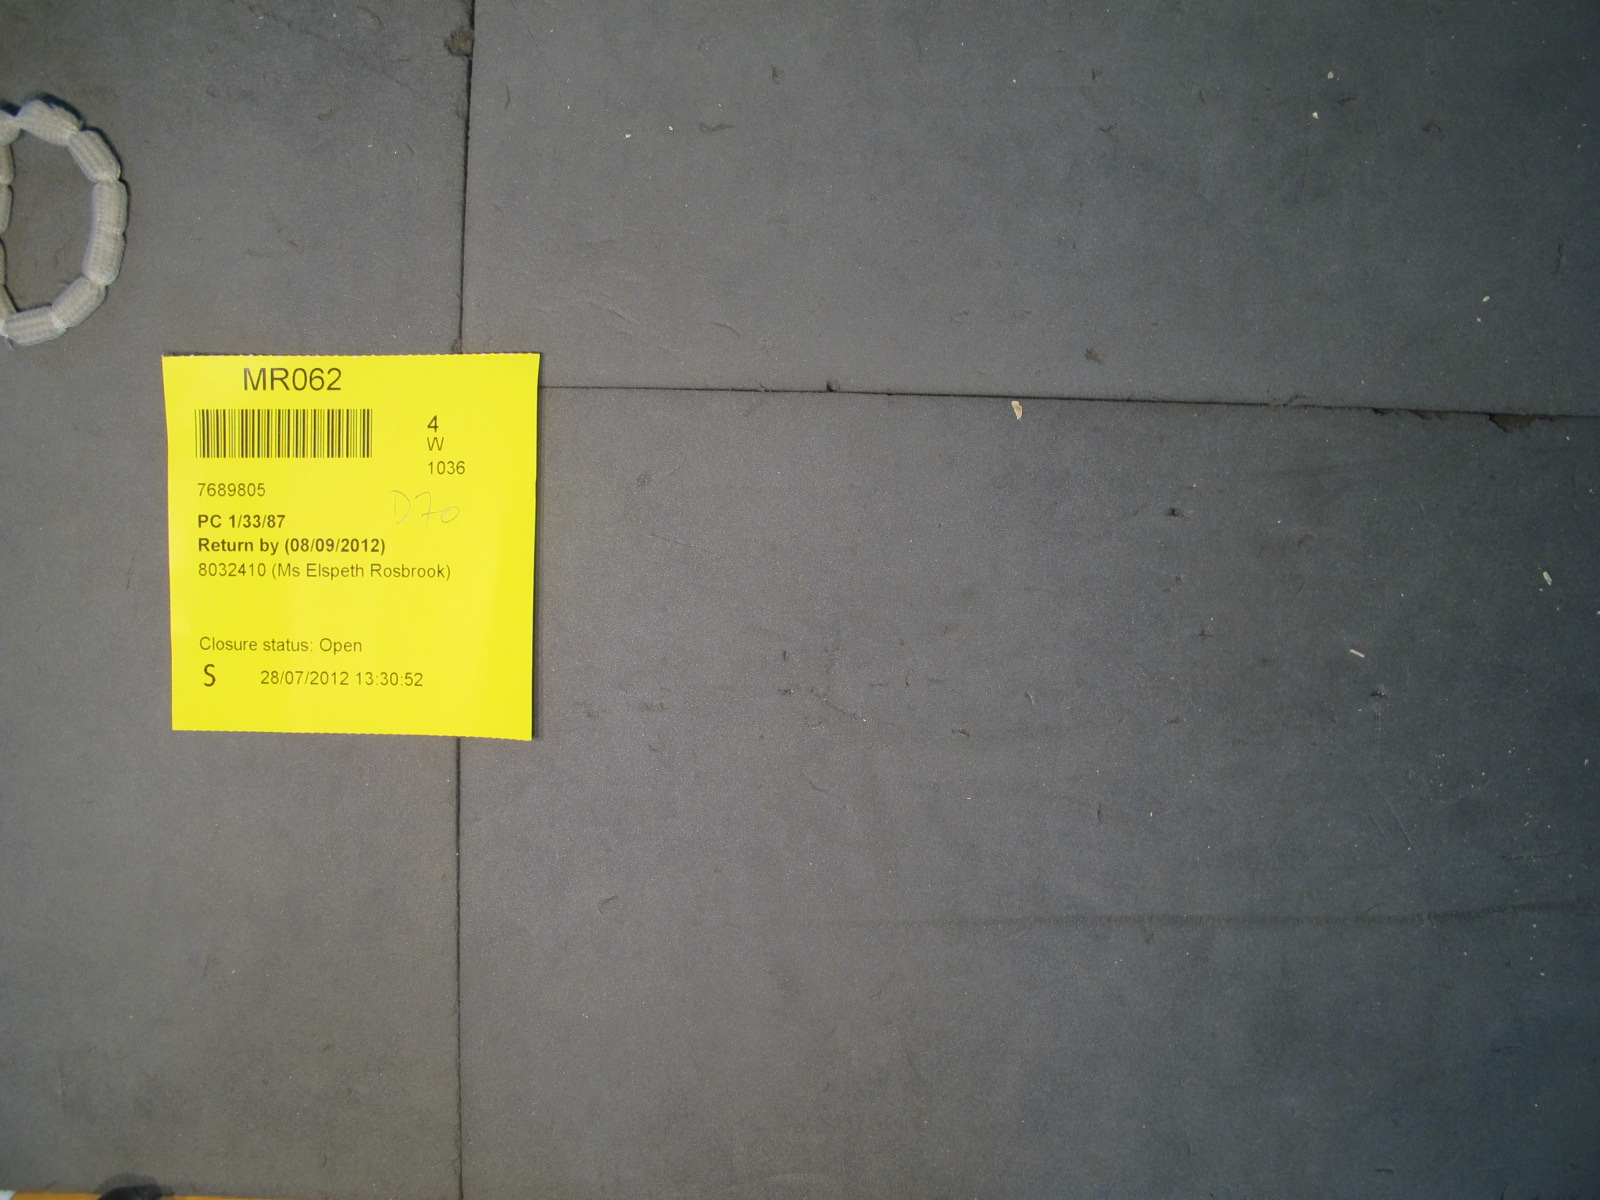 MR062
4
W
1036
7689805
D70
PC 1/33/87
Return by (08/09/2012)
8032410 (Ms Elspeth Rosbrook)
Closure status: Open
S 28/07/2012 13:30:52